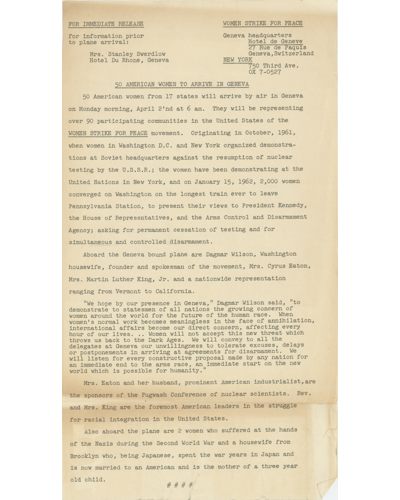 FOR IMMEDIATE RELEASE
WOMEN STRIKE FOR PEACE
for information prior
to plane arrival:
Mrs. Stanley Swerdlow
Hotel Du Rhone, Geneva
Geneva headquarters
Hotel de Geneve
27 Rue de Paquis
Geneva, Switzerland
NEW YORK
750 Third Ave.
OX 7-0527
50 AMERICAN WOMEN TO ARRIVE IN GENEVA
50 American women from 17 states will arrive by air in Geneva
on Monday morning, April 2'nd at 6 am. They will be representing
over 90 participating communities in the United States of the
WOMEN STRIKE FOR PEACE movement. Originating in October, 1961,
when women in Washington D.C. and New York organized demonstra-
tions at Soviet headquarters against the resumption of nuclear
testing by the U.S.S.R.; the women have been demonstrating at the
United Nations in New York, and on January 15, 1962, 2,000 women
converged on Washington on the longest train ever to leave
Pennsylvania Station, to present their views to President Kennedy,
the House of Representatives, and the Arms Control and Disarmament
Agency; asking for permanent cessation of testing and for
simultaneous and controlled disarmament.
Aboard the Geneva bound plane are Dagmar Wilson, Washington
housewife, founder and spokesman of the movement, Mrs. Cyrus Eaton,
Mrs. Martin Luther King, Jr. and a nationwide representation
ranging from Vermont to California.
"We hope by our presence in Geneva," Dagmar Wilson said, "to
demonstrate to statesmen of all nations the growing concern of
women around the world for the future of the human race. When
women's normal work becomes meaningless in the face of annihilation,
international affairs become our direct concern, affecting every
hour of our lives. .. Women will not accept this new threat which
throws us back to the Dark Ages. We will convey to all the
delegates at Geneva our unwillingness to tolerate excuses, delays
or postponements in arriving at agreements for disarmament. We
will listen for every constructive proposal made by any nation for
an immediate end to the arms race, an immediate start on the new
world which is possible for humanity."
Mrs. Eaton and her husband, prominent American industrialist, are
the sponsors of the Pugwash Conference of nuclear scientists. Rev.
and Mrs. King are the foremost American leaders in the struggle
for racial integration in the United States.
Also aboard the plane are 2 women who suffered at the hands
of the Nazis during the Second World War and a housewife from
Brooklyn who, being Japanese, spent the war years in Japan and
is now married to an American and is the mother of a three year
old child.
####